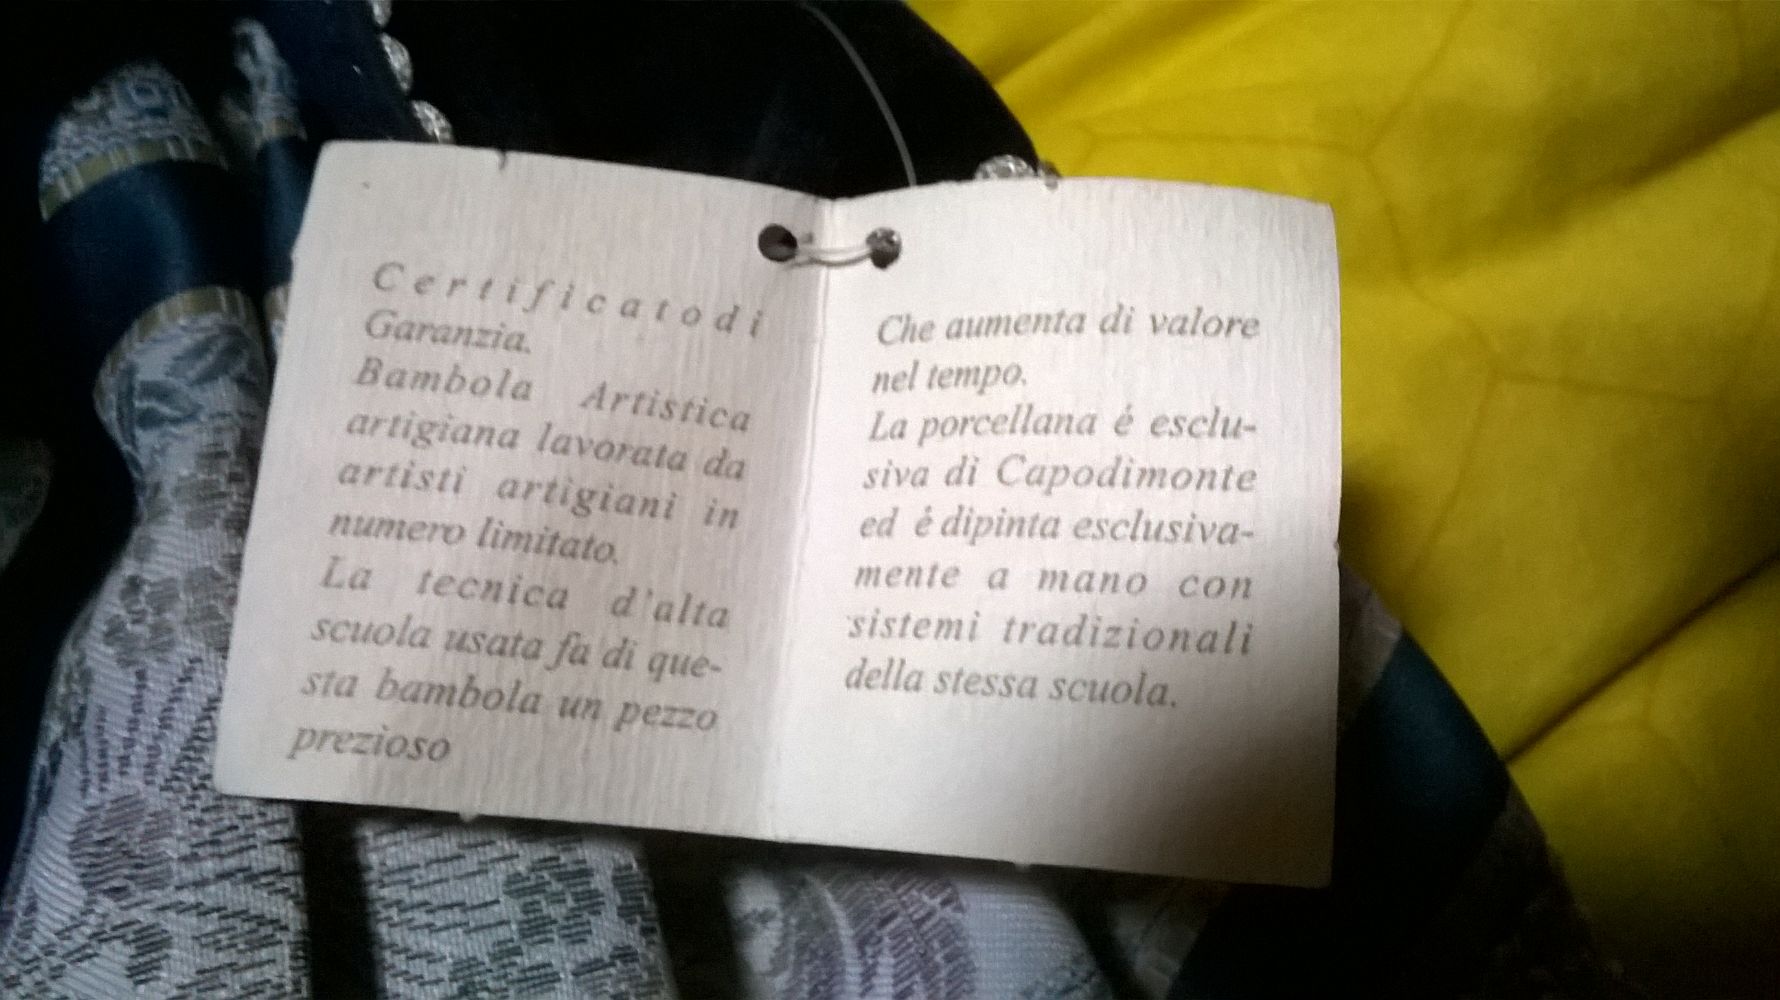 Certificato di
Garanzia.
Bambola Artistica
artigiana lavorata da
artisti artigiani in
numero limitato.
La tecnica d'alta
scuola usata fa di que-
sta bambola un pezzo
prezioso
Che aumenta di valore
nel tempo.
La porcellana é esclu-
siva di Capodimonte
ed é dipinta esclusiva-
mente a mano con
sistemi tradizionali
della stessa scuola.